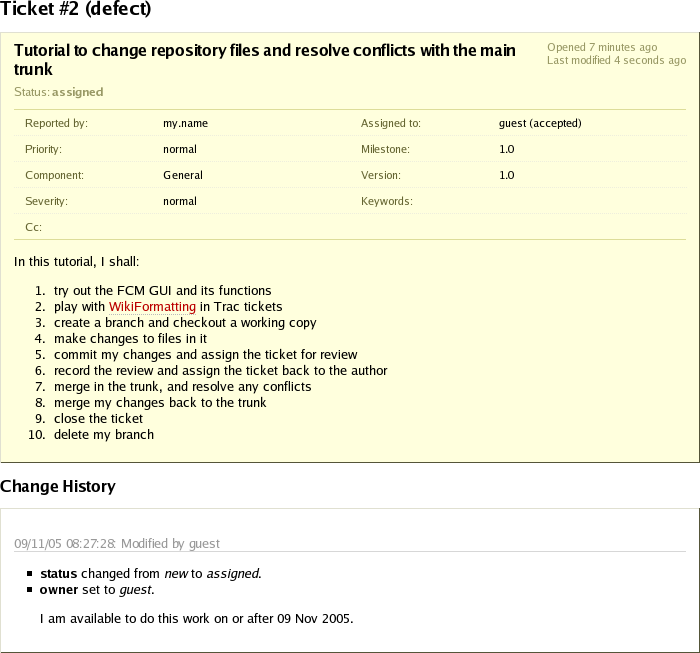 Ticket #2 (defect)
Tutorial to change repository files and resolve conflicts with the main
trunk
Opened 7 minutes ago
Last modified 4 seconds ago
Status: assigned
Reported by: my.name Assigned to: guest (accepted)
Priority: normal Milestone: 1.0
Component: General Version: 1.0
Severity: normal Keywords:
Cc:
In this tutorial, I shall:
1. try out the FCM GUI and its functions
2. play with WikiFormatting in Trac tickets
3. create a branch and checkout a working copy
4. make changes to files in it
5. commit my changes and assign the ticket for review
6. record the review and assign the ticket back to the author
7. merge in the trunk, and resolve any conflicts
8. merge my changes back to the trunk
9. close the ticket
10. delete my branch
Change History
09/11/05 08:27:28: Modified by guest
■ status changed from new to assigned.
■ owner set to guest.
I am available to do this work on or after 09 Nov 2005.